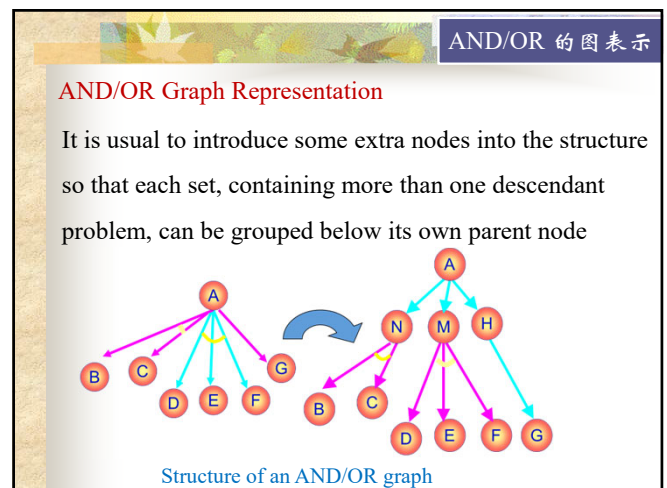 AND/OR 的图表示
AND/OR Graph Representation
It is usual to introduce some extra nodes into the structure
so that each set, containing more than one descendant
problem, can be grouped below its own parent node
A
B
C
D
E
F
G
A
N
M
H
B
C
D
E
F
G
Structure of an AND/OR graph